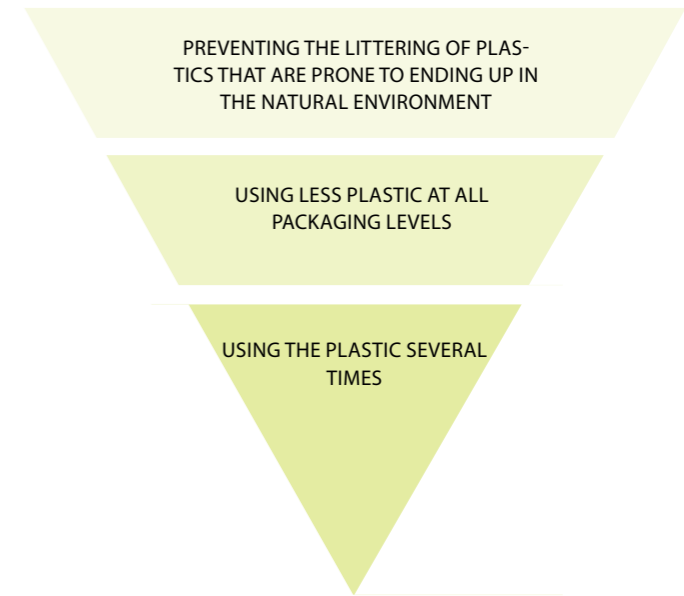 PREVENTING THE LITTERING OF PLAS-
TICS THAT ARE PRONE TO ENDING UP IN
THE NATURAL ENVIRONMENT
USING LESS PLASTIC AT ALL
PACKAGING LEVELS
USING THE PLASTIC SEVERAL
TIMES